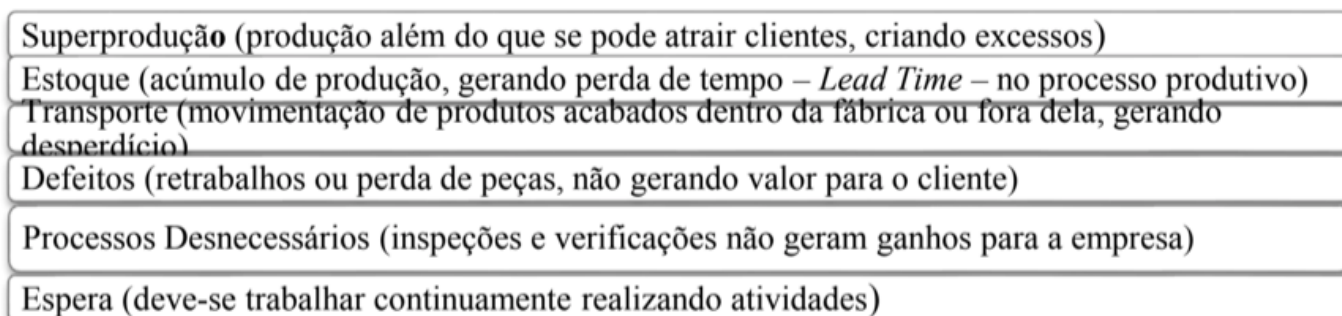 Superprodução (produção além do que se pode atrair clientes, criando excessos)
Estoque (acúmulo de produção, gerando perda de tempo – Lead Time – no processo produtivo)
Transporte (movimentação de produtos acabados dentro da fábrica ou fora dela, gerando
desperdício)
Defeitos (retrabalhos ou perda de peças, não gerando valor para o cliente)
Processos Desnecessários (inspeções e verificações não geram ganhos para a empresa)
Espera (deve-se trabalhar continuamente realizando atividades)